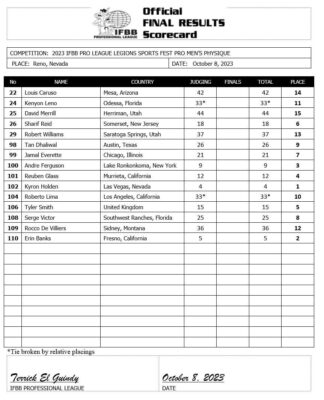 Official
FINAL RESULTS
Scorecard
IFBB
PROFESSIONAL LEAGUE
COMPETITION: 2023 IFBB PRO LEAGUE LEGIONS SPORTS FEST PRO MEN'S PHYSIQUE
PLACE: Reno, Nevada DATE: October 8, 2023
No NAME COUNTRY JUDGING FINALS TOTAL PLACE
22 Louis Caruso Mesa, Arizona 42 42 14
24 Kenyon Leno Odessa, Florida 33* 33* 11
25 David Merrill Herriman, Utah 44 44 15
26 Sharif Reid Somerset, New Jersey 18 18 6
29 Robert Williams Saratoga Springs, Utah 37 37 13
98 Tan Dhaliwal Austin, Texas 26 26 9
99 Jamal Everette Chicago, Illinois 21 21 7
100 Andre Ferguson Lake Ronkonkoma, New York 9 9 3
101 Reuben Glass Murrieta, California 12 12 4
102 Kyron Holden Las Vegas, Nevada 4 4 1
104 Roberto Lima Los Angeles, California 33* 33* 10
106 Tyler Smith United Kingdom 15 15 5
108 Serge Victor Southwest Ranches, Florida 25 25 8
109 Rocco De Villiers Sidney, Montana 36 36 12
110 Erin Banks Fresno, California 5 5 2
*Tie broken by relative placings
Terrick El Guindy October 8, 2023
IFBB PROFESSIONAL LEAGUE DATE